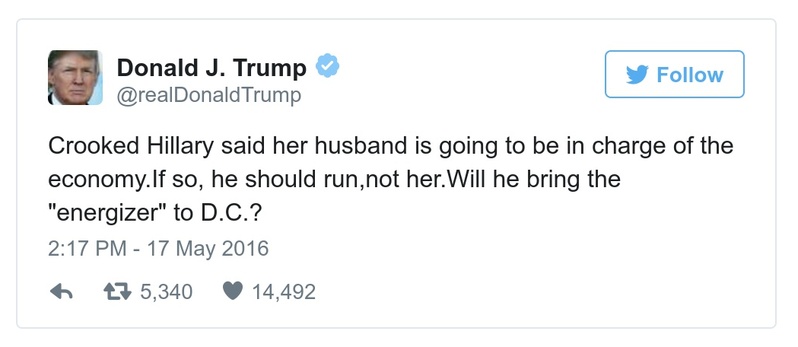 Donald J. Trump
@realDonaldTrump
Follow
Crooked Hillary said her husband is going to be in charge of the
economy.If so, he should run,not her.Will he bring the
"energizer" to D.C.?
2:17 PM - 17 May 2016
5,340 14,492